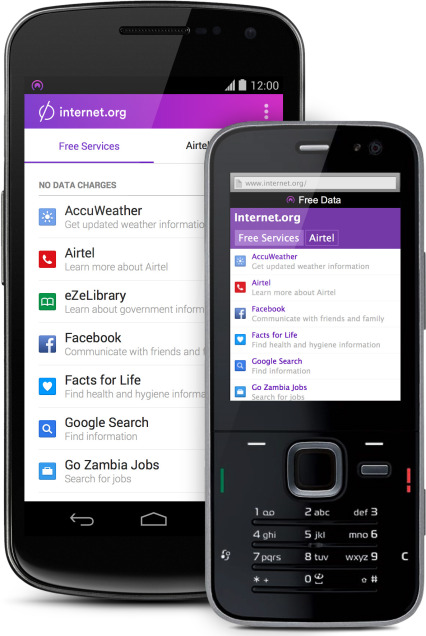 12:00
internet.org
Free Services
Airtel
NO DATA CHARGES
AccuWeather
Get updated weather information
Airtel
Learn more about Airtel
eZeLibrary
Learn about government inform
Facebook
Communicate with friends and f
Facts for Life
Find health and hygiene informa
Google Search
Find information
Go Zambia Jobs
Search for jobs
www.internet.org/
Free Data
Internet.org
Free Services Airtel
AccuWeather
Get updated weather information
Airtel
Learn more about Airtel
Facebook
Communicate with friends and family
Facts for Life
Find health and hygiene information
Google Search
Find information
Go Zambia Jobs
Search for jobs
1 2 abc def 3
4 ghi 5 jkl mno 6
7 pqrs 8 tuv wxyz 9 C
* + 0 #